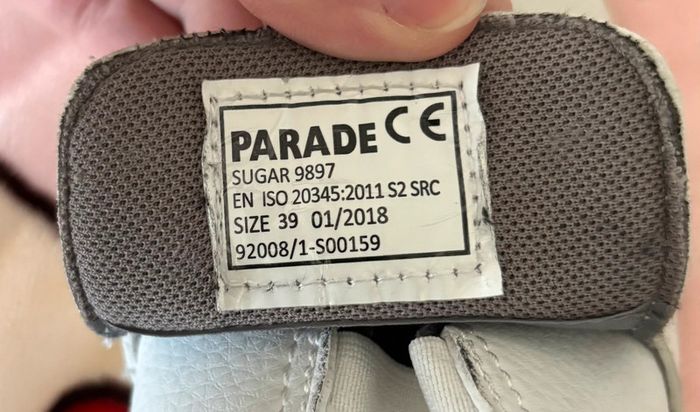 PARADE CE
SUGAR 9897
EN ISO 20345:2011 S2 SRC
SIZE 39 01/2018
92008/1-S00159